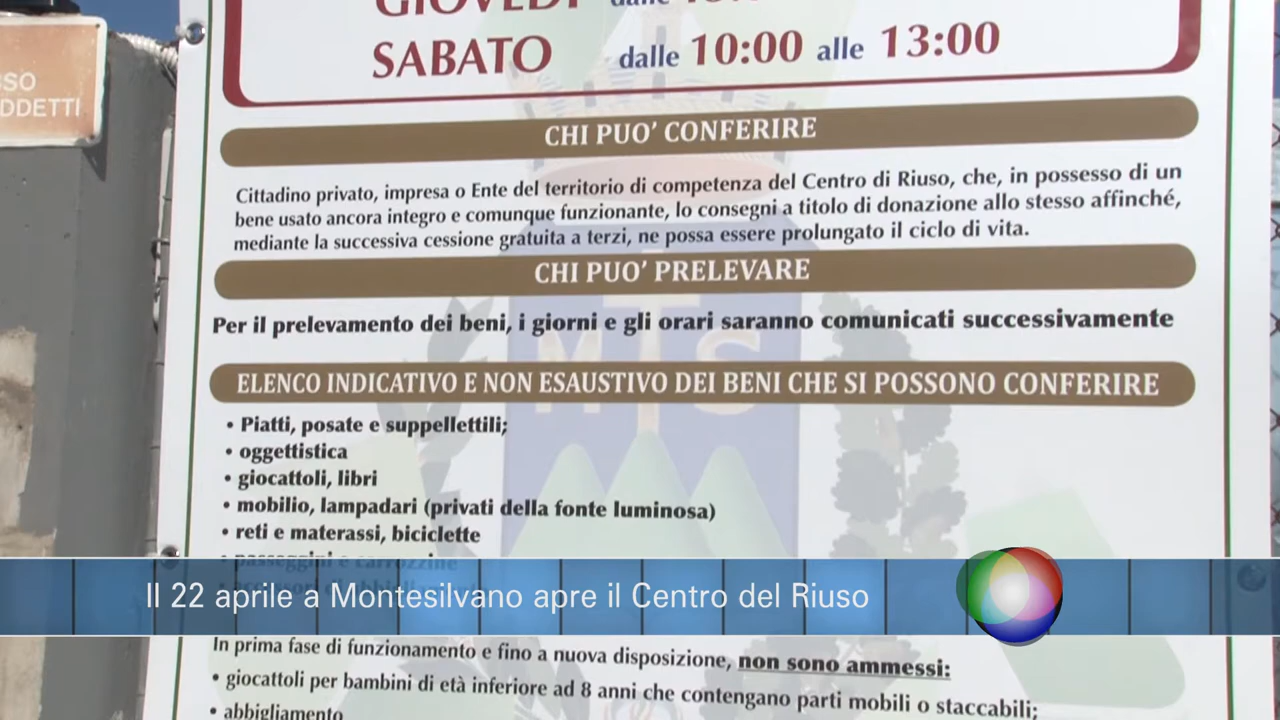 GIOVEDI dalle
SABATO dalle 10:00 alle 13:00
SO
DDETTI
CHI PUO' CONFERIRE
Cittadino privato, impresa o Ente del territorio di competenza del Centro di Riuso, che, in possesso di un
bene usato ancora integro e comunque funzionante, lo consegni a titolo di donazione allo stesso affinché,
mediante la successiva cessione gratuita a terzi, ne possa essere prolungato il ciclo di vita.
CHI PUO' PRELEVARE
Per il prelevamento dei beni, i giorni e gli orari saranno comunicati successivamente
M T S
ELENCO INDICATIVO E NON ESAUSTIVO DEI BENI CHE SI POSSONO CONFERIRE
• Piatti, posate e suppellettili;
• oggettistica
• giocattoli, libri
• mobilio, lampadari (privati della fonte luminosa)
• reti e materassi, biciclette
• passeggini e carrozzine
Il 22 aprile a Montesilvano apre il Centro del Riuso
In prima fase di funzionamento e fino a nuova disposizione, non sono ammessi:
• giocattoli per bambini di età inferiore ad 8 anni che contengano parti mobili o staccabili;
• abbigliamento